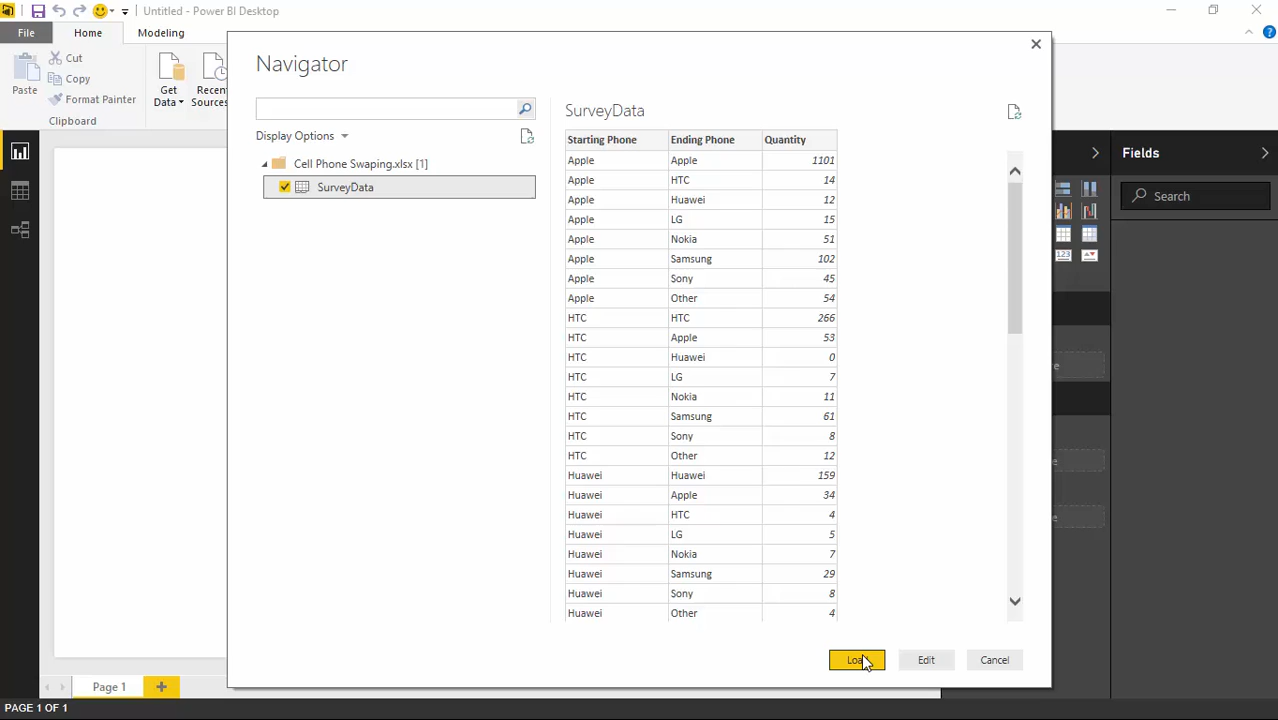 Untitled - Power BI Desktop
File
Home
Modeling
Paste
Cut
Copy
Format Painter
Clipboard
Get
Data
Recent
Sources
Navigator
Display Options
Cell Phone Swaping.xlsx [1]
SurveyData
SurveyData
Starting Phone Ending Phone Quantity
Apple Apple 1101
Apple HTC 14
Apple Huawei 12
Apple LG 15
Apple Nokia 51
Apple Samsung 102
Apple Sony 45
Apple Other 54
HTC HTC 266
HTC Apple 53
HTC Huawei 0
HTC LG 7
HTC Nokia 11
HTC Samsung 61
HTC Sony 8
HTC Other 12
Huawei Huawei 159
Huawei Apple 34
Huawei HTC 4
Huawei LG 5
Huawei Nokia 7
Huawei Samsung 29
Huawei Sony 8
Huawei Other 4
Edit
Cancel
Fields
Search
123
Page 1
PAGE 1 OF 1